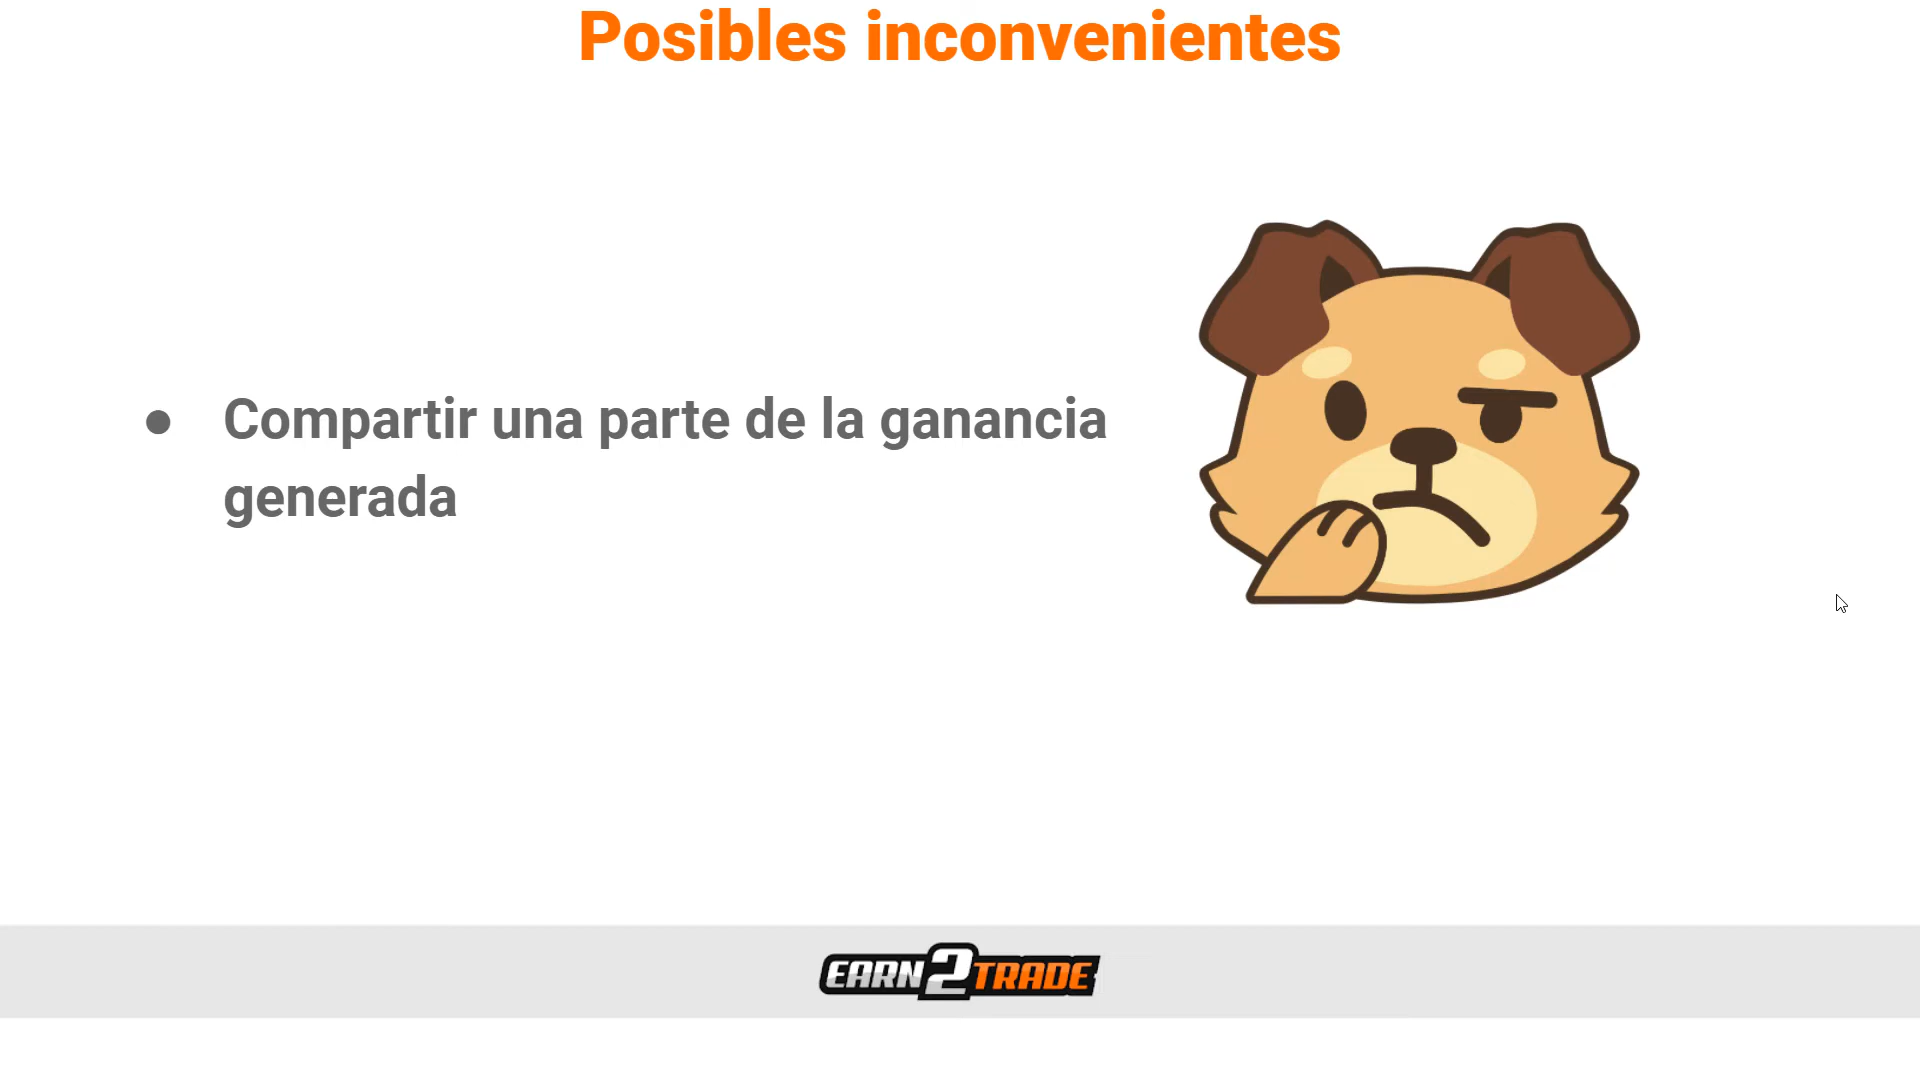 Posibles inconvenientes
● Compartir una parte de la ganancia
generada
EARN2TRADE